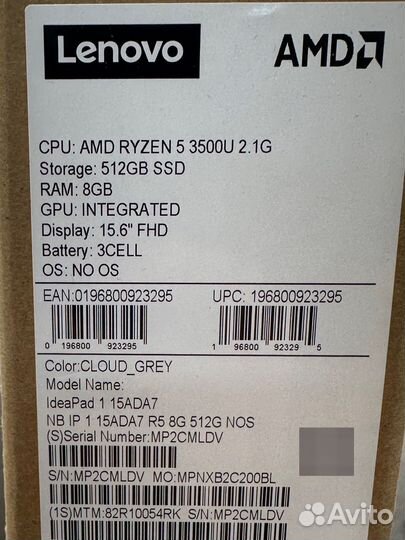 Lenovo AMD
CPU: AMD RYZEN 5 3500U 2.1G
Storage: 512GB SSD
RAM: 8GB
GPU: INTEGRATED
Display: 15.6" FHD
Battery: 3CELL
OS: NO OS
EAN:0196800923295 UPC: 196800923295
0 196800 923295 1 96800 92329 5
Color:CLOUD_GREY
Model Name:
IdeaPad 1 15ADA7
NB IP 1 15ADA7 R5 8G 512G NOS
(S)Serial Number:MP2CMLDV
S/N:MP2CMLDV MO:MPNXB2C200BL
(1S)MTM:82R10054RK S/N:MP2CMLDV
Avito